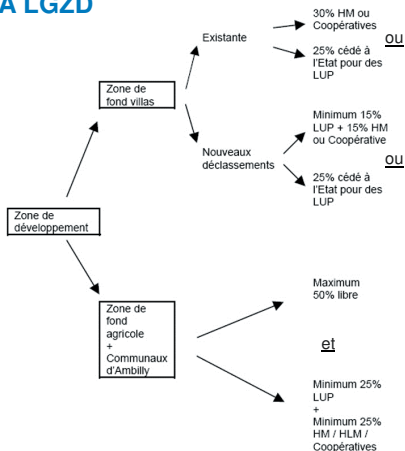 A LGZD
30% HM ou
Coopératives
ou
Existante
25% cédé à
l'Etat pour des
LUP
Zone de
fond villas
Minimum 15%
LUP + 15% HM
ou Coopérative
ou
Nouveaux
déclassements
25% cédé à
l'Etat pour des
LUP
Zone de
développement
Maximum
50% libre
Zone de
fond
agricole
+
Communaux
d'Ambilly
et
Minimum 25%
LUP
+
Minimum 25%
HM / HLM /
Coopératives